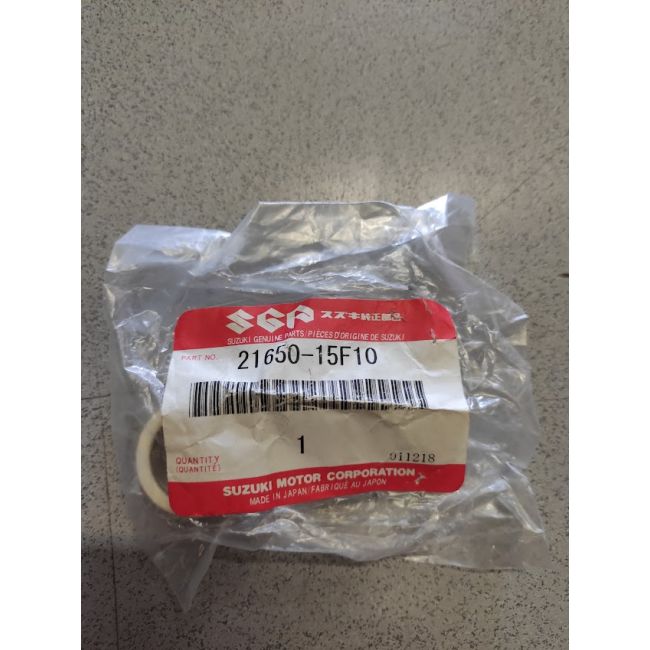 SGP スズキ純正部品
SUZUKI GENUINE PARTS/PIÈCES D'ORIGINE DE SUZUKI
PART NO. 21650-15F10
QUANTITY 1 911218
(QUANTITÉ)
SUZUKI MOTOR CORPORATION
MADE IN JAPAN/FABRIQUÉ AU JAPON